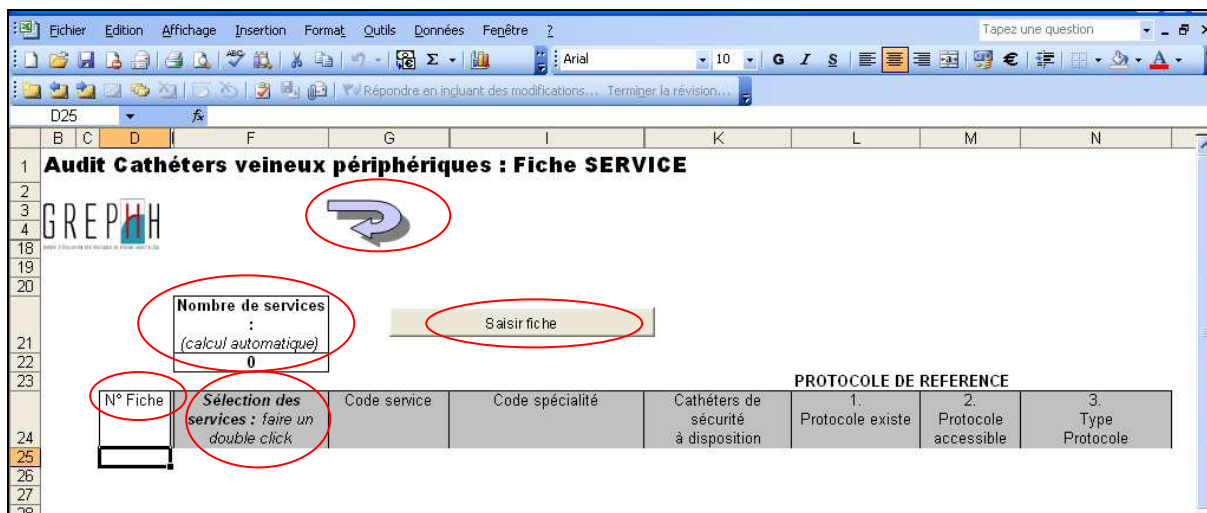 Fichier Edition Affichage Insertion Format Outils Données Fenêtre ? Tapez une question
Arial 10 G I S €
Répondre en incluant des modifications... Terminer la révision...
D25 fx
B C D F G I K L M N
1 Audit Cathéters veineux périphériques : Fiche SERVICE
2
3
4
GREPHH
18
19
20
Nombre de services
:
(calcul automatique)
21
Saisir fiche
22 0
23 PROTOCOLE DE REFERENCE
N° Fiche
Sélection des
services : faire un
double click
Code service
Code spécialité
Cathéters de
sécurité
à disposition
1.
Protocole existe
2.
Protocole
accessible
3.
Type
Protocole
24
25
26
27
28